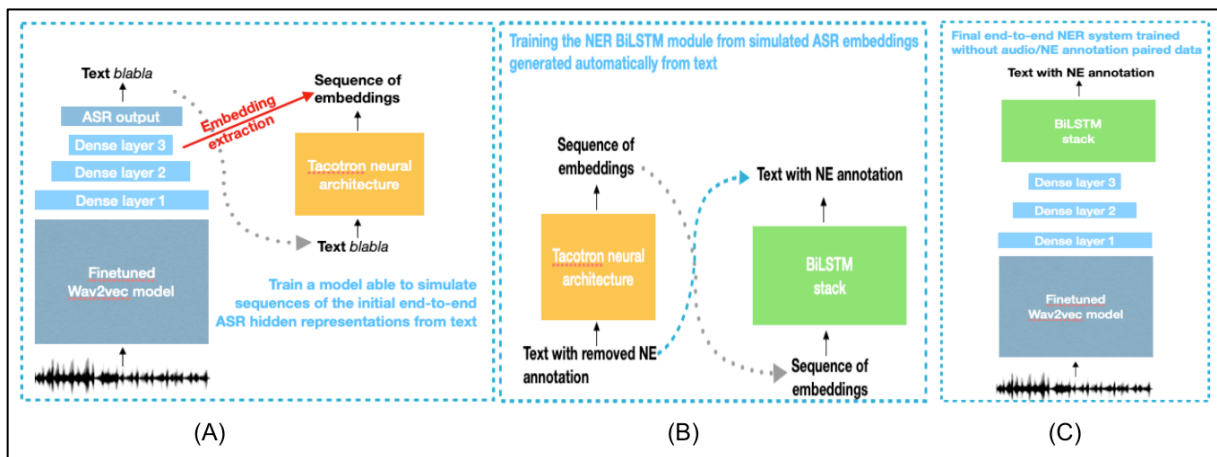 Text blabla
ASR output
Dense layer 3
Dense layer 2
Dense layer 1
Finetuned
Wav2vec model
Embedding
extraction
Sequence of
embeddings
Tacotron neural
architecture
Text blabla
Train a model able to simulate
sequences of the initial end-to-end
ASR hidden representations from text
(A)
Training the NER BiLSTM module from simulated ASR embeddings
generated automatically from text
Sequence of
embeddings
Tacotron neural
architecture
Text with removed NE
annotation
Text with NE annotation
BiLSTM
stack
Sequence of
embeddings
(B)
Final end-to-end NER system trained
without audio/NE annotation paired data
Text with NE annotation
BiLSTM
stack
Dense layer 3
Dense layer 2
Dense layer 1
Finetuned
Wav2vec model
(C)